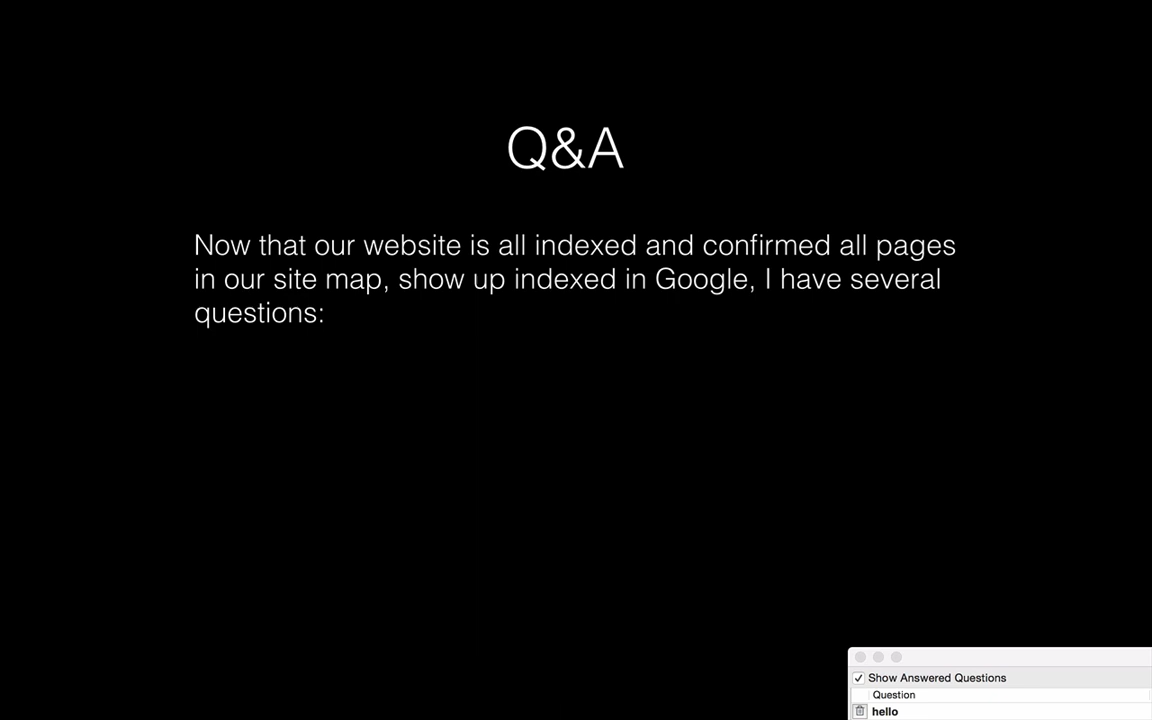 Q&A
Now that our website is all indexed and confirmed all pages
in our site map, show up indexed in Google, I have several
questions:
Show Answered Questions
Question
hello